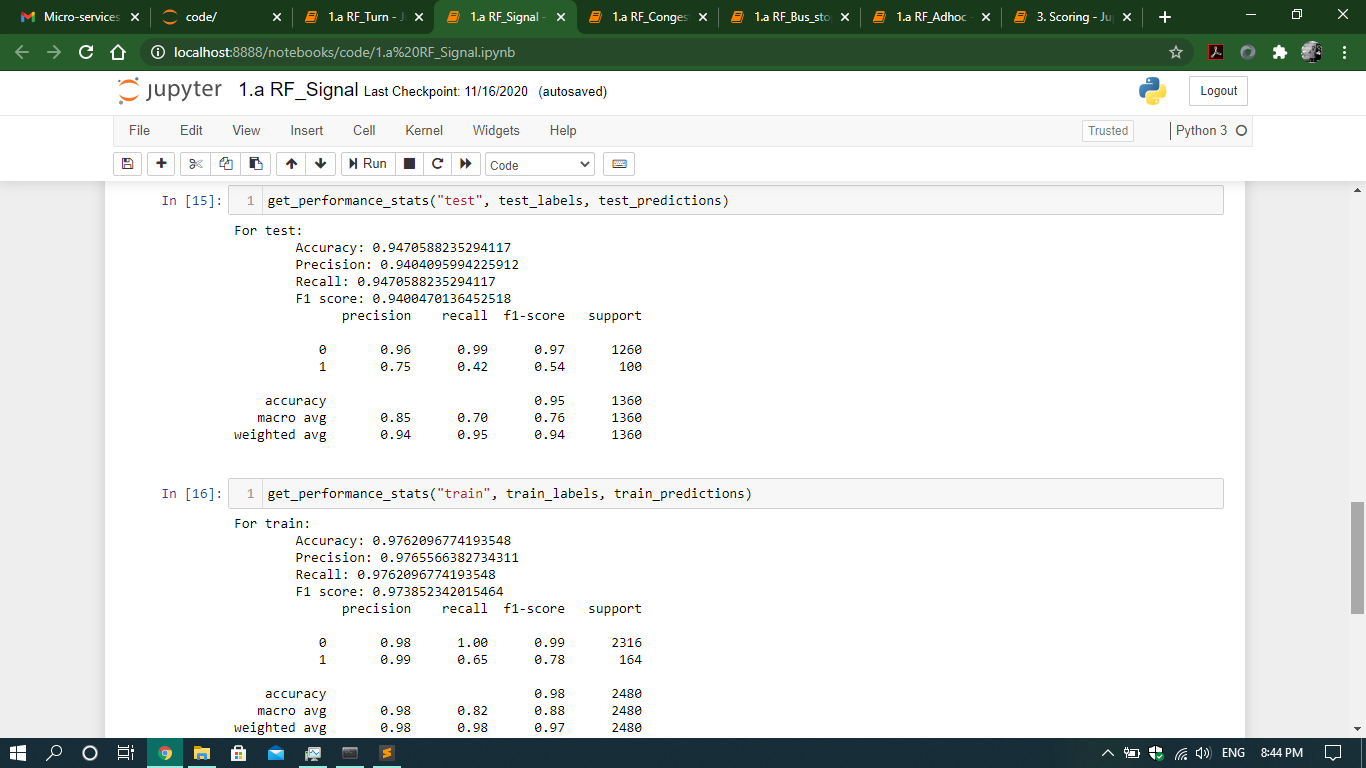 Micro-services
code/
1.a RF_Turn - J
1.a RF_Signal -
1.a RF_Conges
1.a RF_Bus_sto
1.a RF_Adhoc -
3. Scoring - Ju
localhost:8888/notebooks/code/1.a%20RF_Signal.ipynb
jupyter 1.a RF_Signal Last Checkpoint: 11/16/2020 (autosaved)
Logout
File Edit View Insert Cell Kernel Widgets Help
Trusted
Python 3
Run
Code
In [15]: 1 get_performance_stats("test", test_labels, test_predictions)
For test:
Accuracy: 0.9470588235294117
Precision: 0.9404095994225912
Recall: 0.9470588235294117
F1 score: 0.9400470136452518
precision recall f1-score support
0 0.96 0.99 0.97 1260
1 0.75 0.42 0.54 100
accuracy 0.95 1360
macro avg 0.85 0.70 0.76 1360
weighted avg 0.94 0.95 0.94 1360
In [16]: 1 get_performance_stats("train", train_labels, train_predictions)
For train:
Accuracy: 0.9762096774193548
Precision: 0.9765566382734311
Recall: 0.9762096774193548
F1 score: 0.973852342015464
precision recall f1-score support
0 0.98 1.00 0.99 2316
1 0.99 0.65 0.78 164
accuracy 0.98 2480
macro avg 0.98 0.82 0.88 2480
weighted avg 0.98 0.98 0.97 2480
ENG 8:44 PM